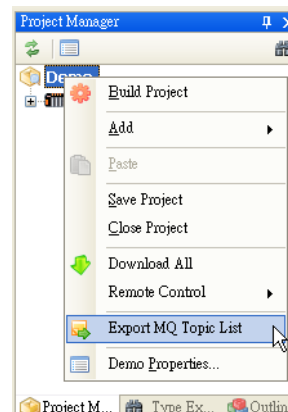 Project Manager
Demo
Build Project
Add
Paste
Save Project
Close Project
Download All
Remote Control
Export MQ Topic List
Demo Properties...
Project M... Type Ex... Outlin